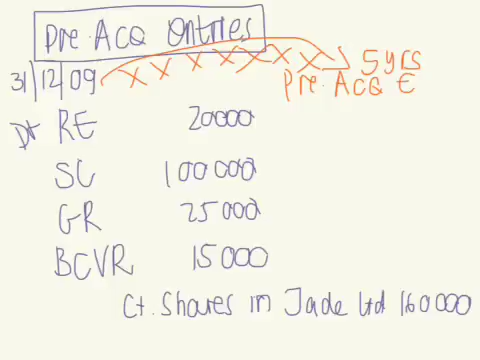 Pre.Acq Entries
31/12/09 X X X X X X X 5yrs
Pre.Acq E
Dr RE 20000
SC 100000
GR 25000
BCVR 15000
Ct. Shares in Jade Ltd 160000